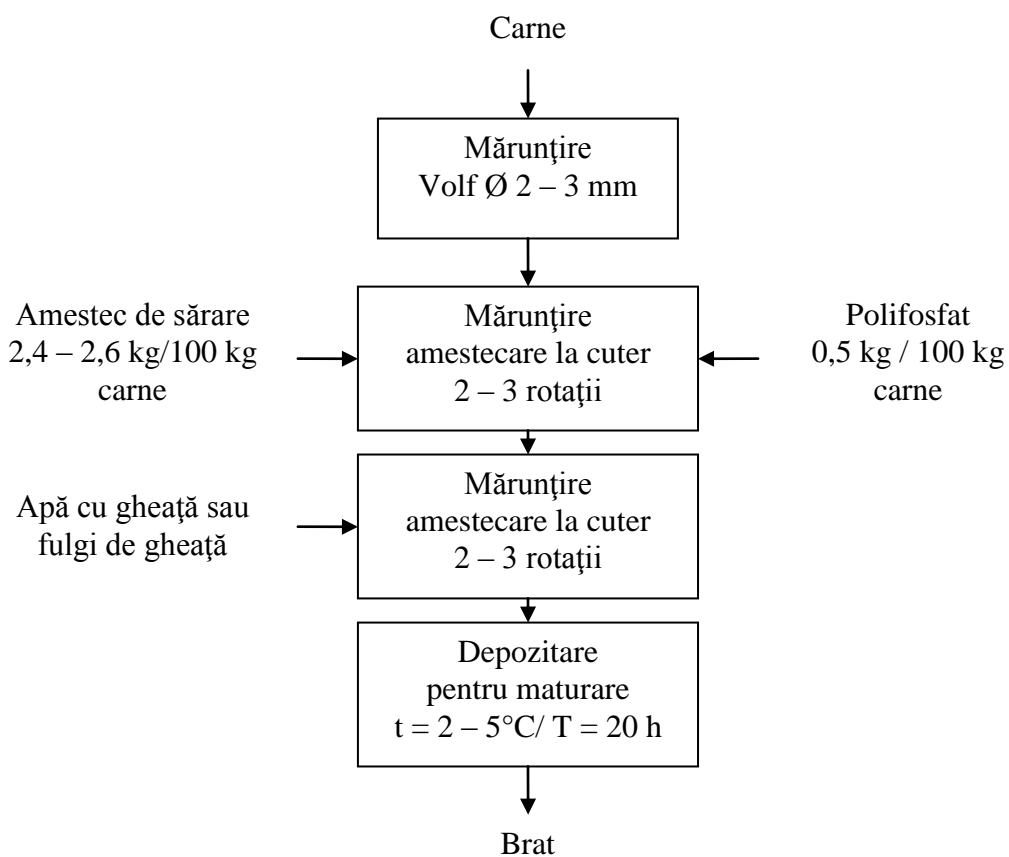 Carne
Mărunţire
Volf Ø 2 – 3 mm
Amestec de sărare
2,4 – 2,6 kg/100 kg
carne
Mărunţire
amestecare la cuter
2 – 3 rotaţii
Polifosfat
0,5 kg / 100 kg
carne
Apă cu gheaţă sau
fulgi de gheaţă
Mărunţire
amestecare la cuter
2 – 3 rotaţii
Depozitare
pentru maturare
t = 2 – 5°C/ T = 20 h
Brat